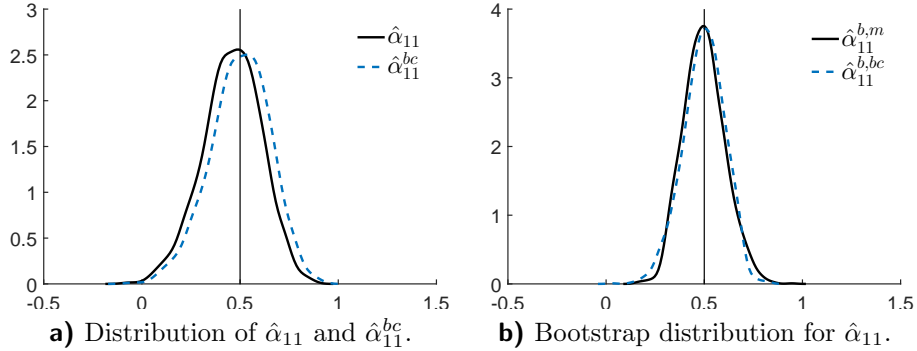 3
2.5
2
1.5
1
0.5
0
-0.5 0 0.5 1 1.5
α̂₁₁
α̂₁₁ᵇᶜ
a) Distribution of α̂₁₁ and α̂₁₁ᵇᶜ.
4
3
2
1
0
-0.5 0 0.5 1 1.5
α̂₁₁ᵇ,ᵐ
α̂₁₁ᵇ,ᵇᶜ
b) Bootstrap distribution for α̂₁₁.